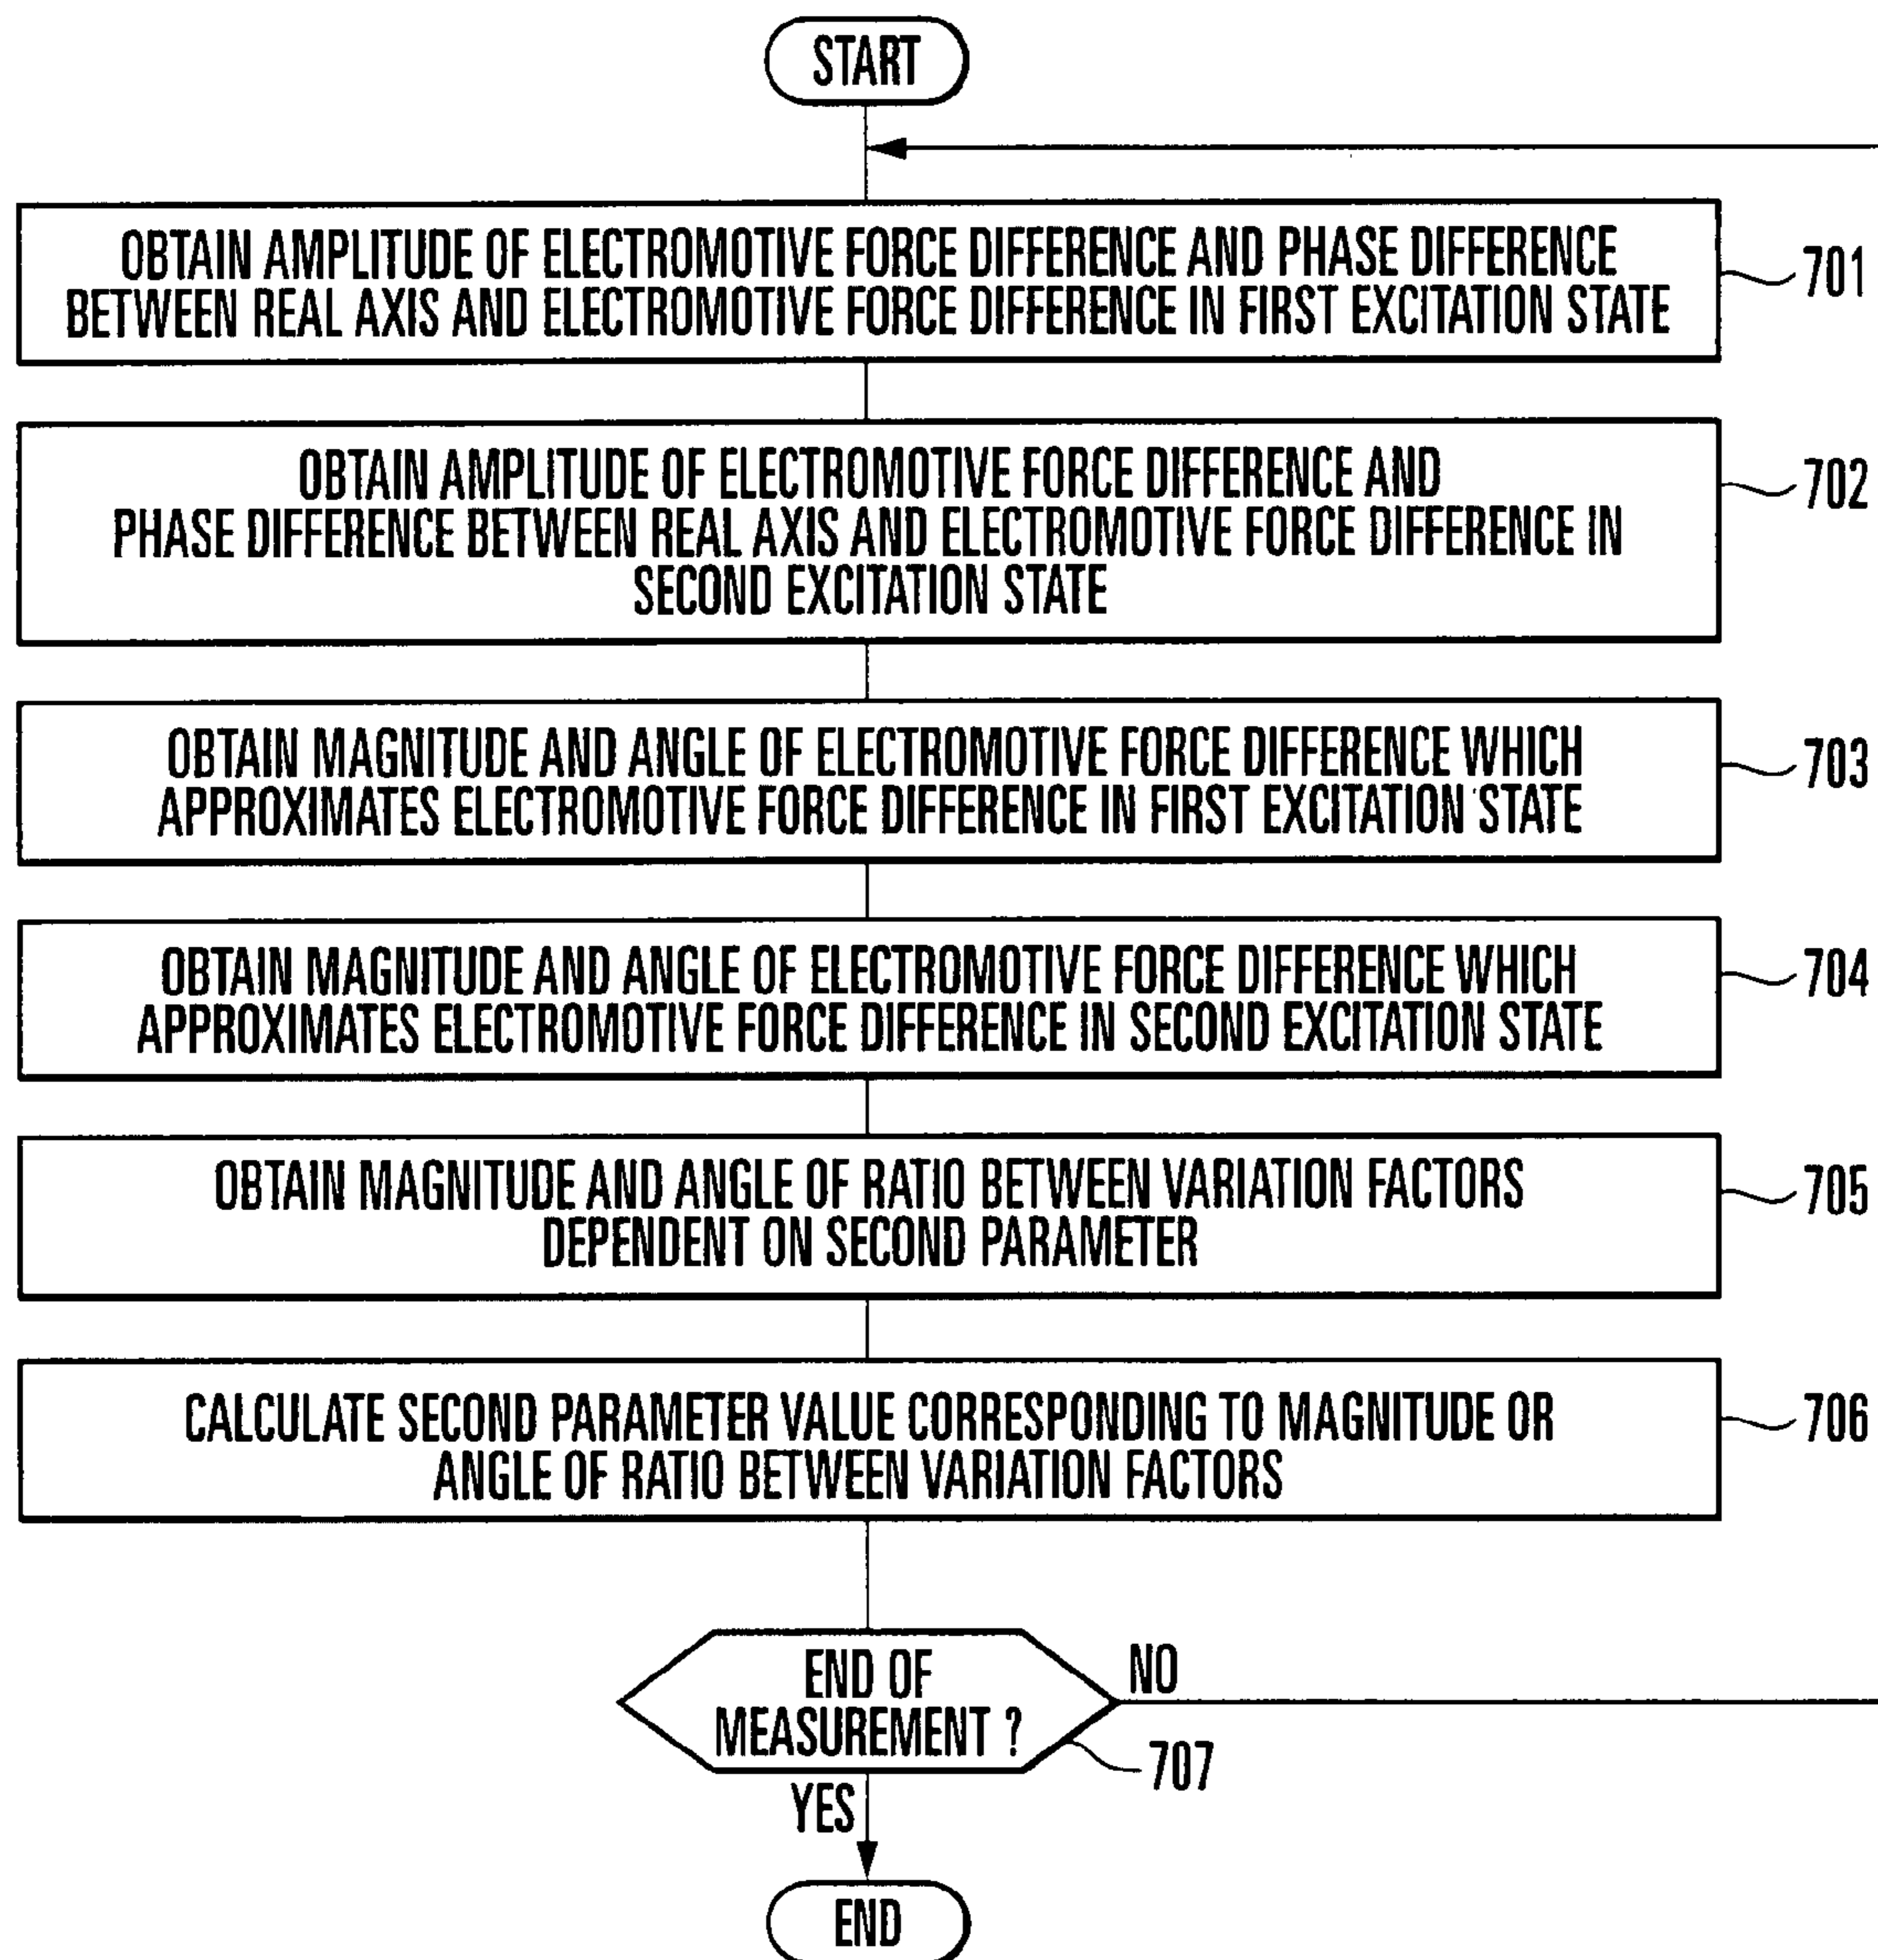 START
OBTAIN AMPLITUDE OF ELECTROMOTIVE FORCE DIFFERENCE AND PHASE DIFFERENCE
BETWEEN REAL AXIS AND ELECTROMOTIVE FORCE DIFFERENCE IN FIRST EXCITATION STATE
701
OBTAIN AMPLITUDE OF ELECTROMOTIVE FORCE DIFFERENCE AND
PHASE DIFFERENCE BETWEEN REAL AXIS AND ELECTROMOTIVE FORCE DIFFERENCE IN
SECOND EXCITATION STATE
702
OBTAIN MAGNITUDE AND ANGLE OF ELECTROMOTIVE FORCE DIFFERENCE WHICH
APPROXIMATES ELECTROMOTIVE FORCE DIFFERENCE IN FIRST EXCITATION STATE
703
OBTAIN MAGNITUDE AND ANGLE OF ELECTROMOTIVE FORCE DIFFERENCE WHICH
APPROXIMATES ELECTROMOTIVE FORCE DIFFERENCE IN SECOND EXCITATION STATE
704
OBTAIN MAGNITUDE AND ANGLE OF RATIO BETWEEN VARIATION FACTORS
DEPENDENT ON SECOND PARAMETER
705
CALCULATE SECOND PARAMETER VALUE CORRESPONDING TO MAGNITUDE OR
ANGLE OF RATIO BETWEEN VARIATION FACTORS
706
END OF
MEASUREMENT ?
NO
707
YES
END